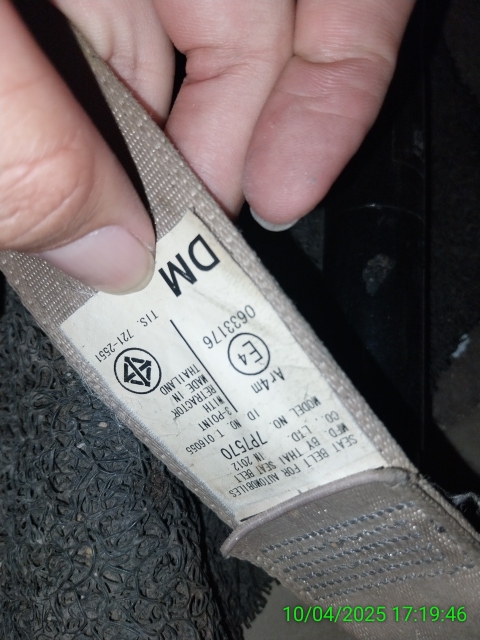 SEAT BELT FOR AUTOMOBILES
MFD BY THAI SEAT BELT
CO., LTD. IN 2012
MODEL NO. 7P7570
ID NO. T. 016055
3-POINT
WITH
RETRACTOR
MADE IN
THAILAND
Ar4m
E4
0633176
TIS. 721-2551
DM
10/04/2025 17:19:46